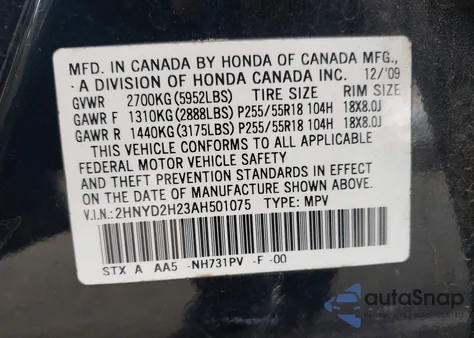 MFD. IN CANADA BY HONDA OF CANADA MFG.,
A DIVISION OF HONDA CANADA INC. 12/'09
GVWR 2700KG(5952LBS) TIRE SIZE RIM SIZE
GAWR F 1310KG(2888LBS) P255/55R18 104H 18X8.0J
GAWR R 1440KG(3175LBS) P255/55R18 104H 18X8.0J
THIS VEHICLE CONFORMS TO ALL APPLICABLE
FEDERAL MOTOR VEHICLE SAFETY
AND THEFT PREVENTION STANDARDS IN
EFFECT ON THE DATE OF MANUFACTURE SHOWN ABOVE.
V.I.N.: 2HNYD2H23AH501075 TYPE: MPV
STX A AA5 -NH731PV -F -00
autoSnap